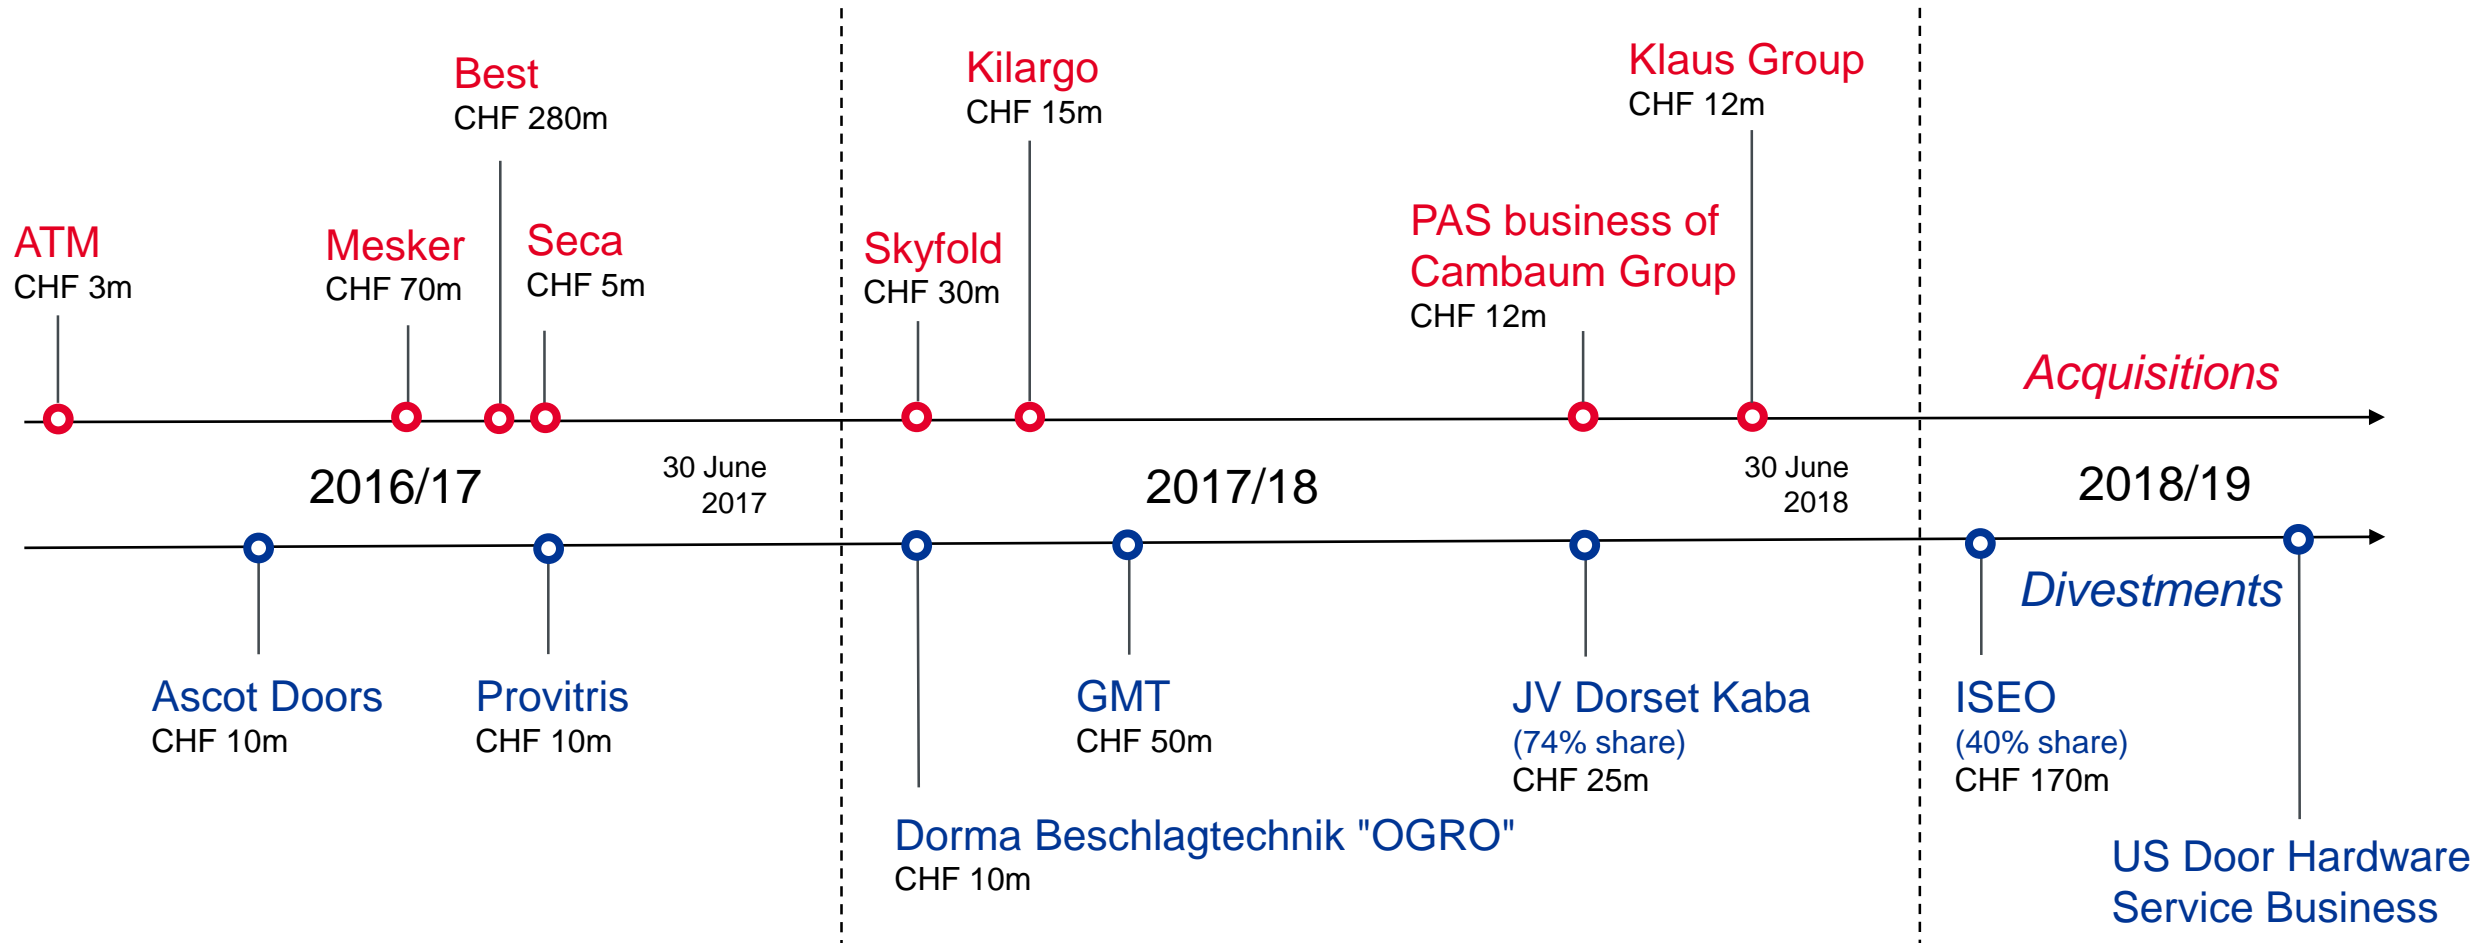 ATM
CHF 3m
Mesker
CHF 70m
Best
CHF 280m
Seca
CHF 5m
Skyfold
CHF 30m
Kilargo
CHF 15m
PAS business of
Cambaum Group
CHF 12m
Klaus Group
CHF 12m
Acquisitions
2016/17
30 June
2017
2017/18
30 June
2018
2018/19
Divestments
Ascot Doors
CHF 10m
Provitris
CHF 10m
Dorma Beschlagtechnik "OGRO"
CHF 10m
GMT
CHF 50m
JV Dorset Kaba
(74% share)
CHF 25m
ISEO
(40% share)
CHF 170m
US Door Hardware
Service Business